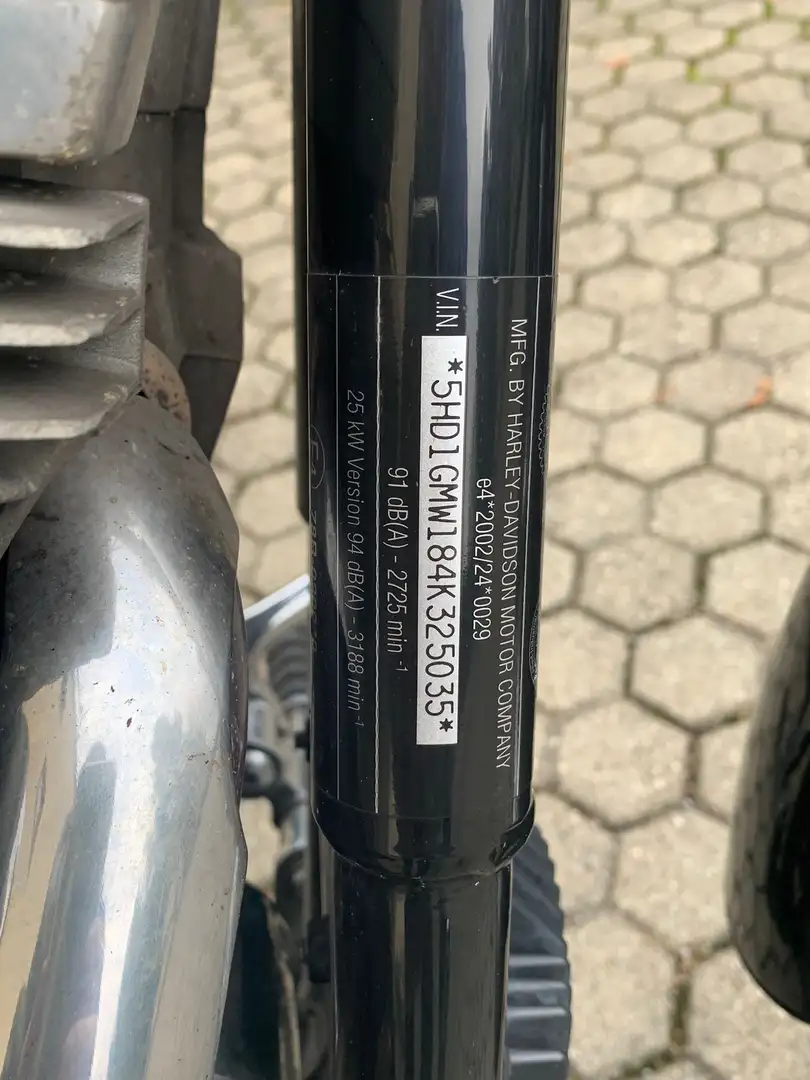 MFG. BY HARLEY-DAVIDSON MOTOR COMPANY
e4*2002/24*0029
V.I.N. *5HD1GMW184K325035*
91 dB(A) - 2725 min -1
25 kW Version 94 dB(A) - 3188 min -1